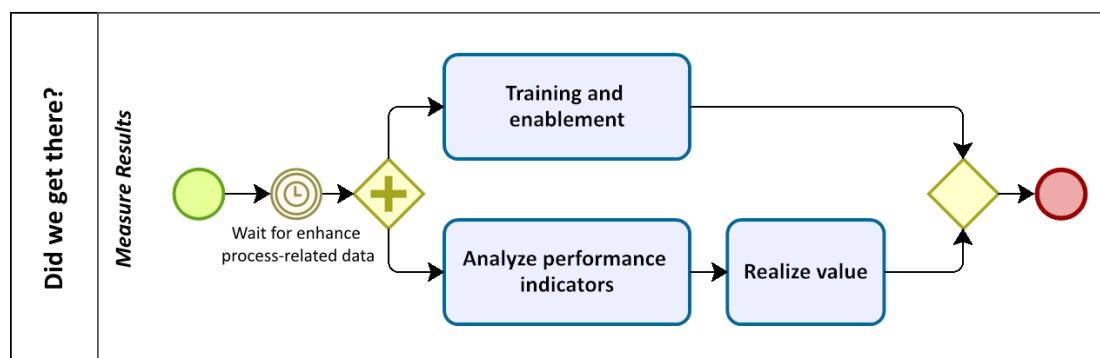 Did we get there?
Measure Results
Wait for enhance
process-related data
Training and
enablement
Analyze performance
indicators
Realize value